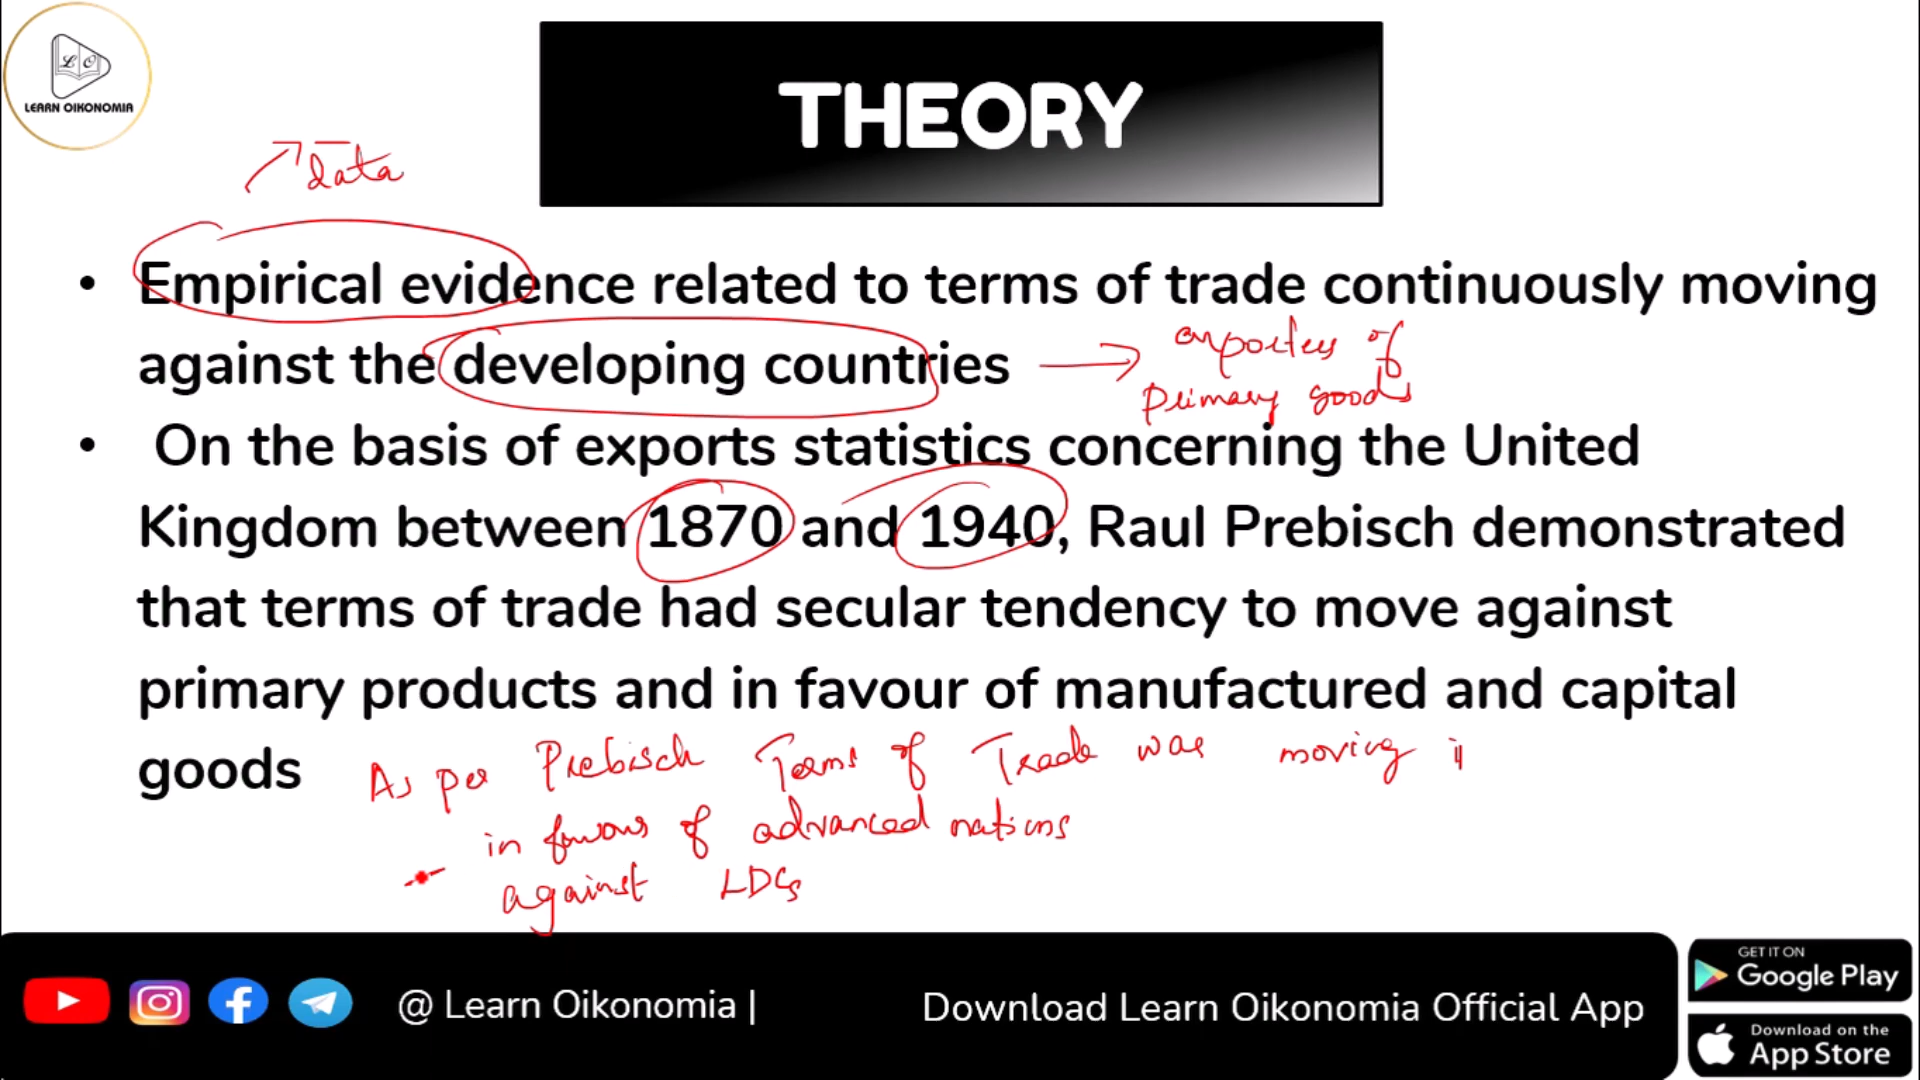 LO
LEARN OIKONOMIA
THEORY
data
• Empirical evidence related to terms of trade continuously moving
against the developing countries
exporters of
primary goods
• On the basis of exports statistics concerning the United
Kingdom between 1870 and 1940, Raul Prebisch demonstrated
that terms of trade had secular tendency to move against
primary products and in favour of manufactured and capital
goods
As per Prebisch Terms of Trade was moving
in favour of advanced nations
against LDCs
@ Learn Oikonomia |
Download Learn Oikonomia Official App
GET IT ON
Google Play
Download on the
App Store